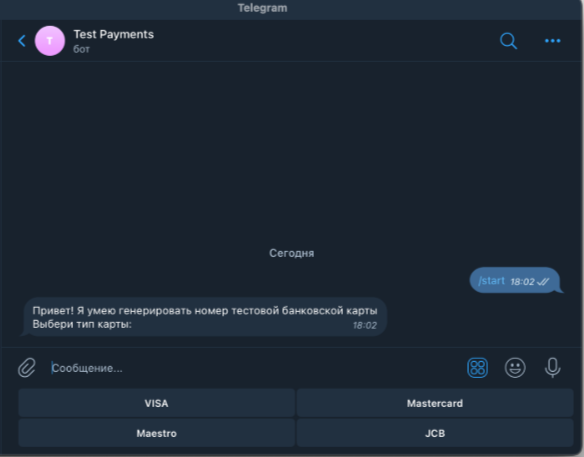 Telegram
T
Test Payments
бот
Сегодня
/start 18:02
Привет! Я умею генерировать номер тестовой банковской карты
Выбери тип карты: 18:02
Сообщение...
VISA Mastercard
Maestro JCB